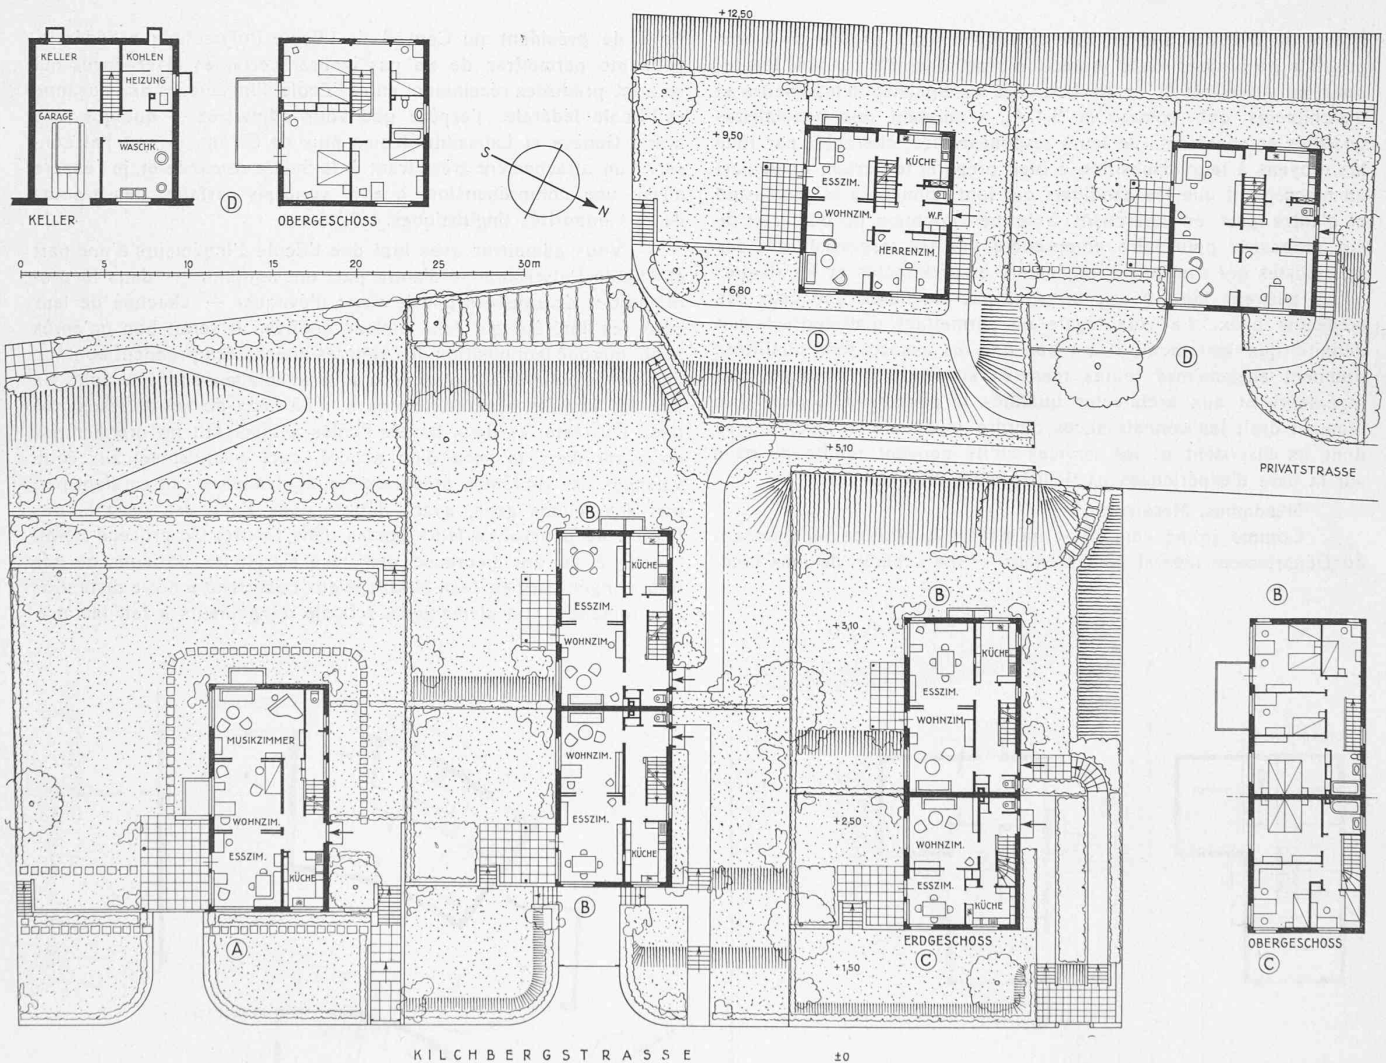 +12,50
KELLER
KOHLEN
HEIZUNG
GARAGE
WASCHK.
KELLER
D
OBERGESCHOSS
S
N
0 5 10 15 20 25 30 m
+9,50
ESSZIM.
KÜCHE
WOHNZIM.
W.F.
HERRENZIM.
+6,80
D
D
PRIVATSTRASSE
+5,10
B
KÜCHE
ESSZIM.
WOHNZIM.
WOHNZIM.
ESSZIM.
KÜCHE
B
MUSIKZIMMER
WOHNZIM.
ESSZIM.
KÜCHE
A
B
+3,10
KÜCHE
ESSZIM.
WOHNZIM.
+2,50
WOHNZIM.
ESSZIM.
KÜCHE
ERDGESCHOSS
C
+1,50
B
OBERGESCHOSS
C
KILCHBERGSTRASSE
±0